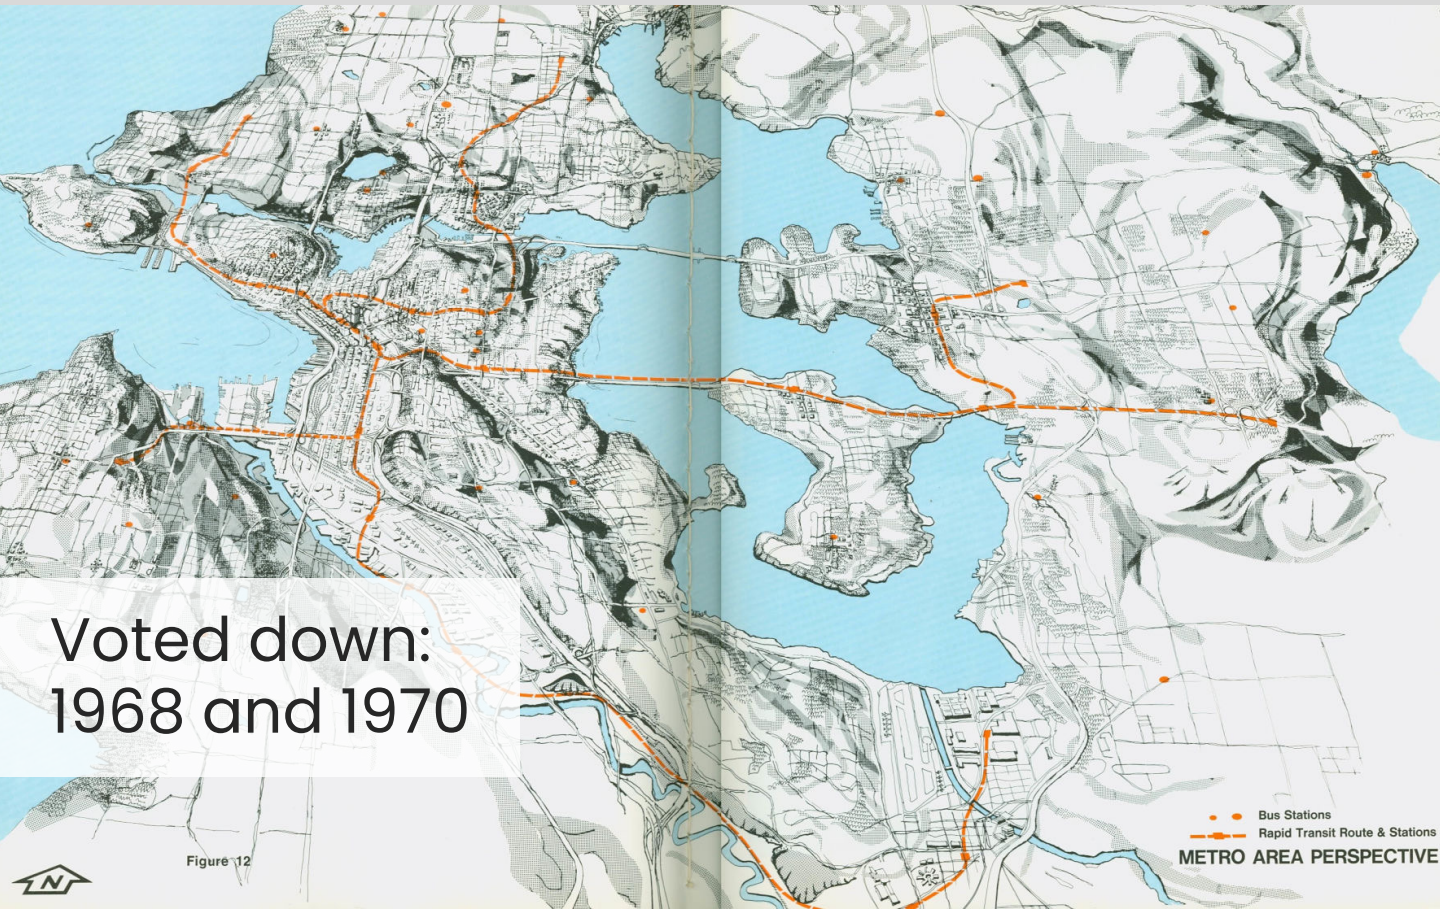 Voted down:
1968 and 1970
Figure 12
N
Bus Stations
Rapid Transit Route & Stations
METRO AREA PERSPECTIVE